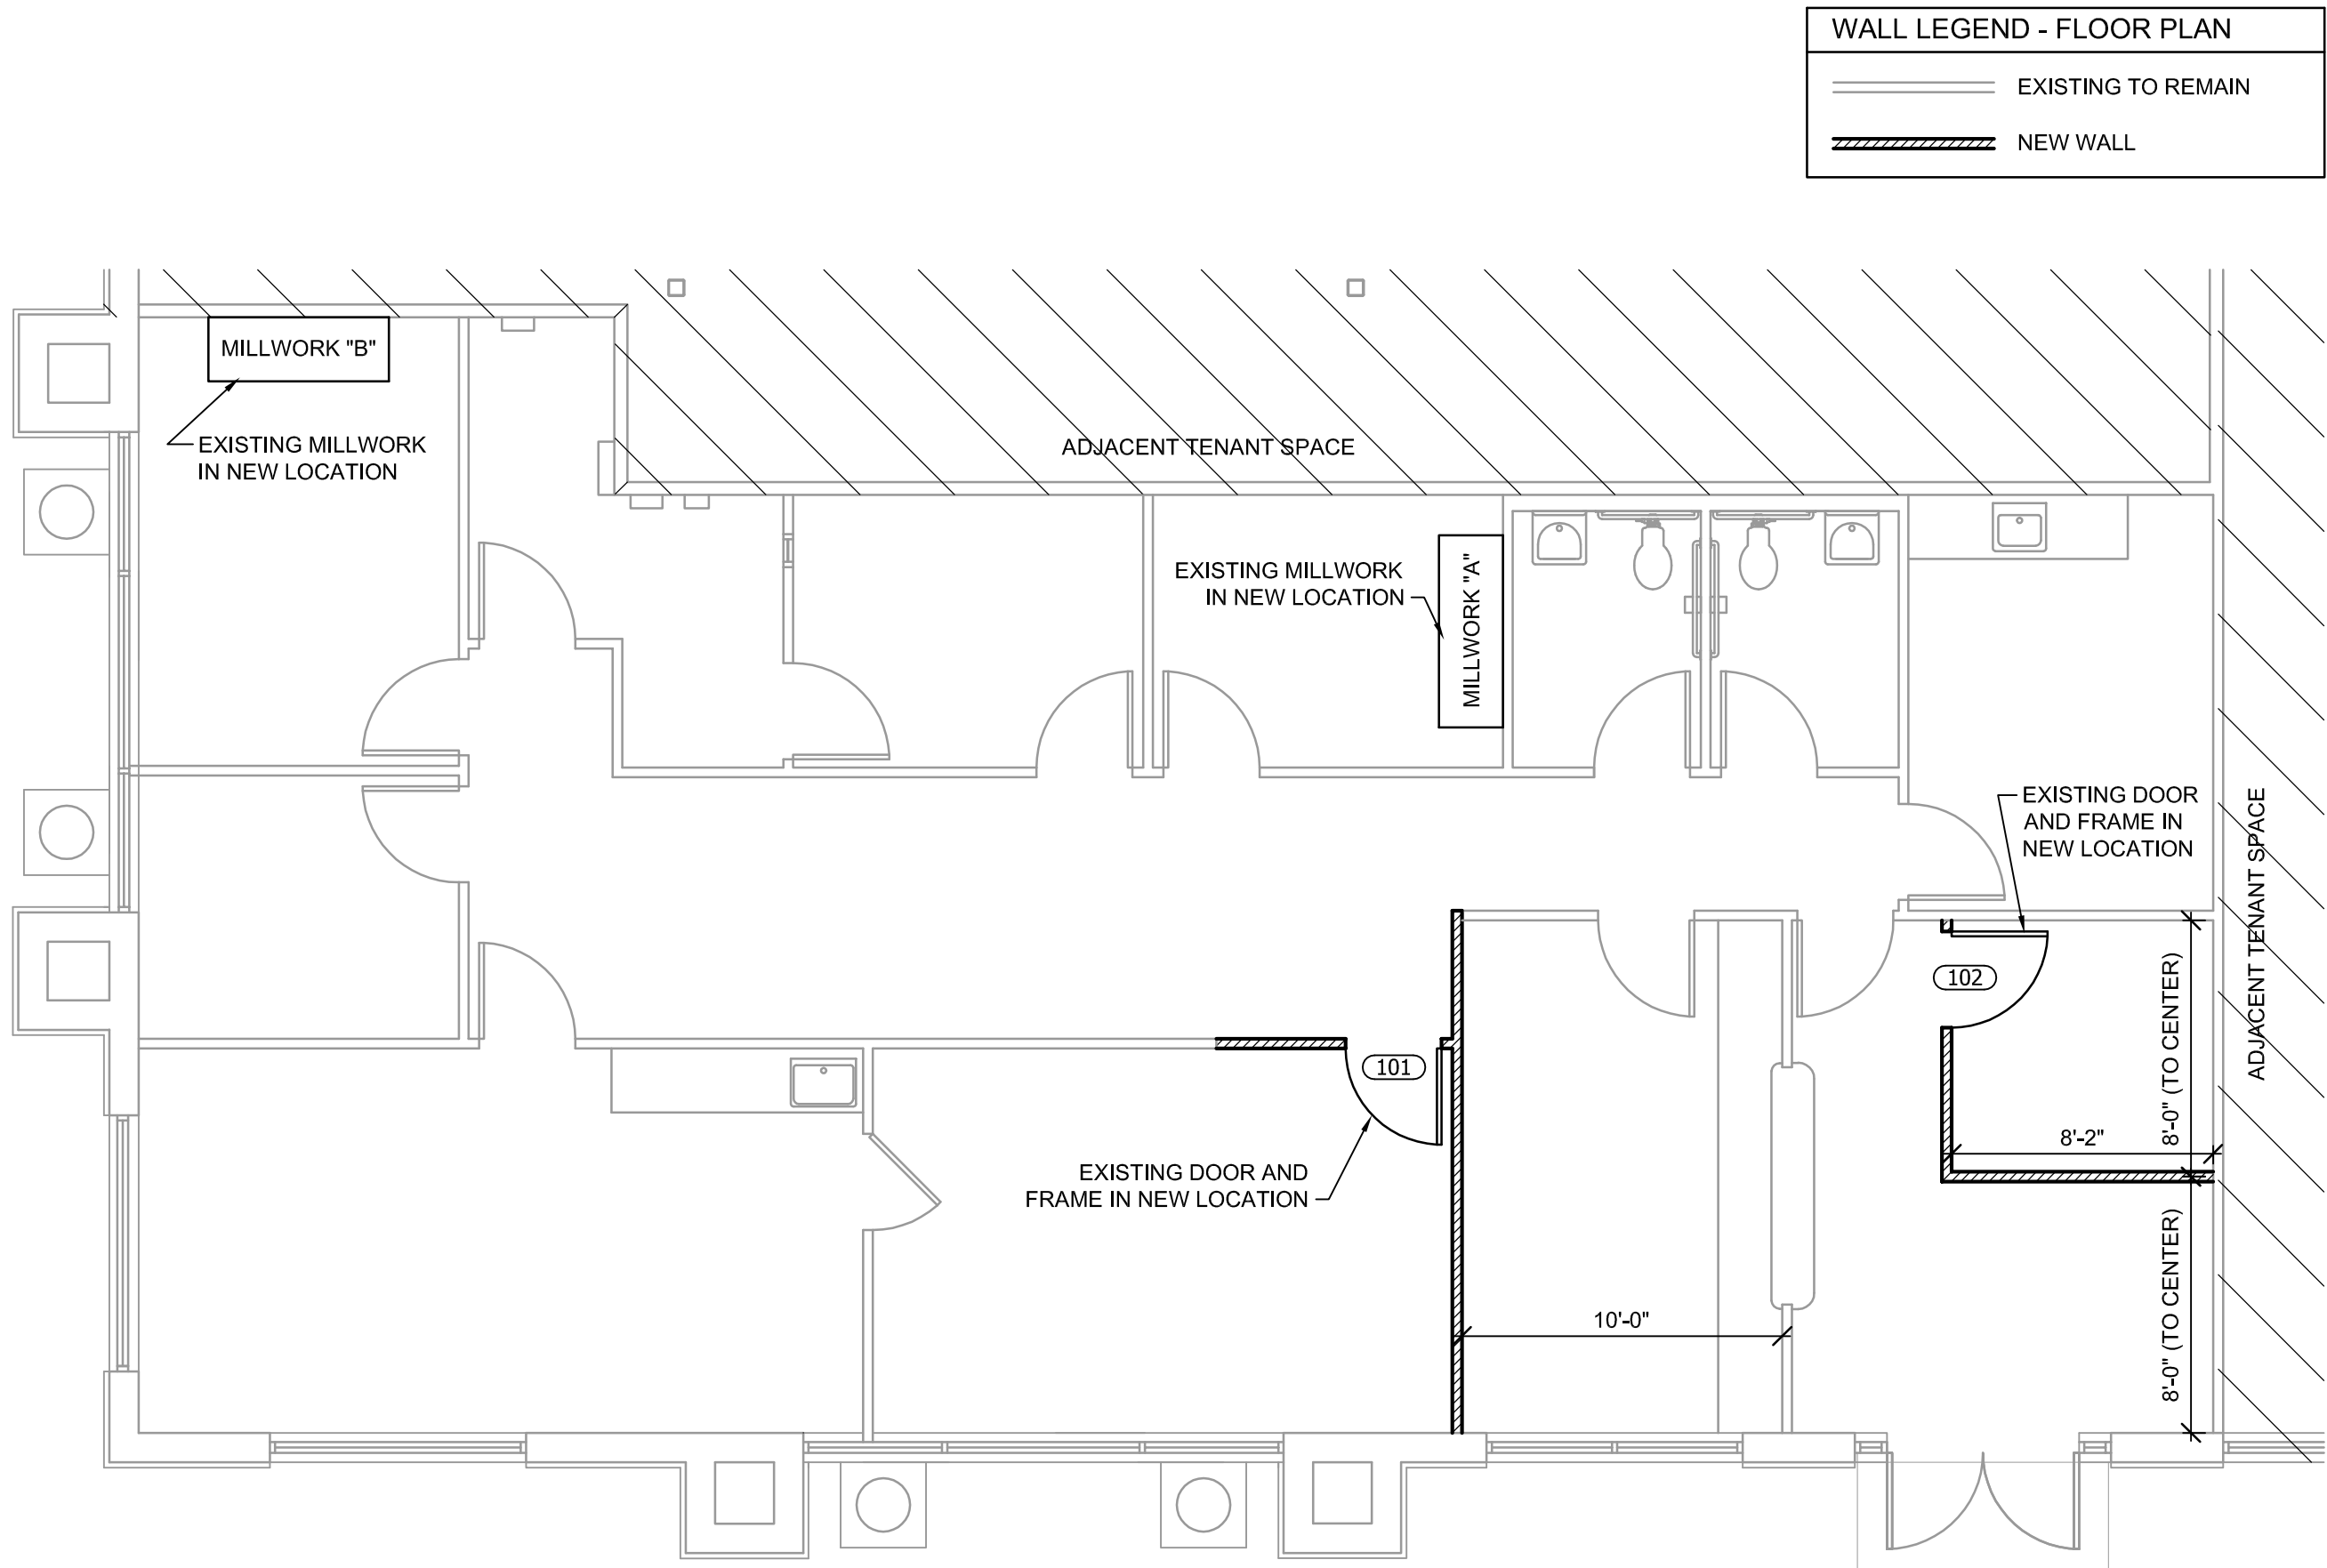 WALL LEGEND - FLOOR PLAN
EXISTING TO REMAIN
NEW WALL
MILLWORK "B"
EXISTING MILLWORK
IN NEW LOCATION
ADJACENT TENANT SPACE
EXISTING MILLWORK
IN NEW LOCATION
MILLWORK "A"
EXISTING DOOR
AND FRAME IN
NEW LOCATION
ADJACENT TENANT SPACE
102
8'-0" (TO CENTER)
101
8'-2"
EXISTING DOOR AND
FRAME IN NEW LOCATION
8'-0" (TO CENTER)
10'-0"